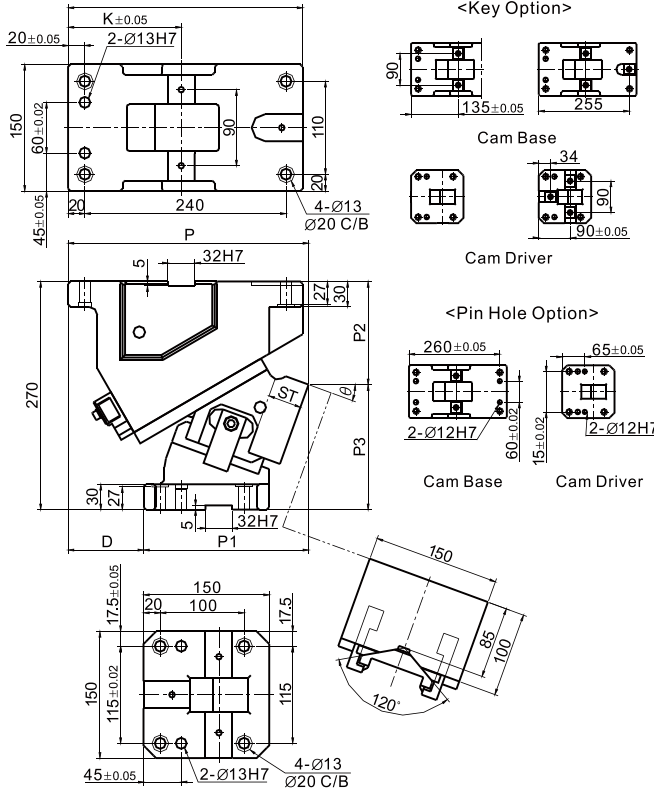 <Key Option>
K±0.05
20±0.05
2-Ø13H7
150
60±0.02
45±0.05
90
110
20
20
240
4-Ø13
Ø20 C/B
90
135±0.05
255
Cam Base
34
90
90±0.05
Cam Driver
P
5
32H7
27
30
P2
270
ST
θ
P3
30
27
5
32H7
D
P1
<Pin Hole Option>
260±0.05
65±0.05
60±0.02
15±0.02
2-Ø12H7
2-Ø12H7
Cam Base
Cam Driver
150
85
100
120°
17.5±0.05
150
20
100
17.5
150
115±0.02
115
45±0.05
2-Ø13H7
4-Ø13
Ø20 C/B